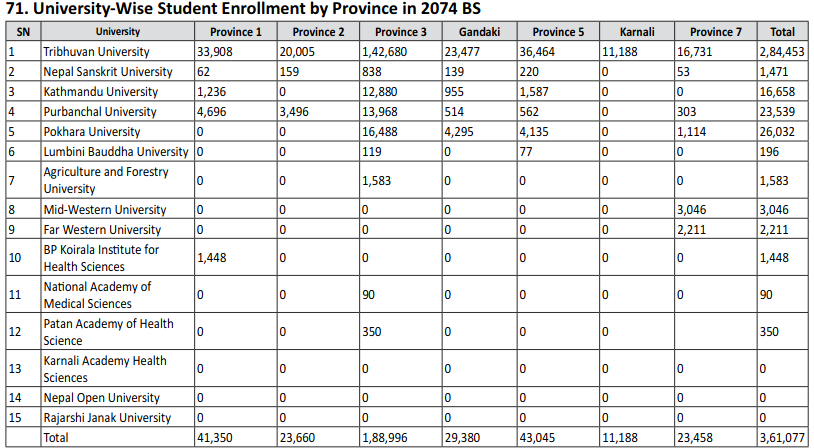 71. University-Wise Student Enrollment by Province in 2074 BS
SN University Province 1 Province 2 Province 3 Gandaki Province 5 Karnali Province 7 Total
1 Tribhuvan University 33,908 20,005 1,42,680 23,477 36,464 11,188 16,731 2,84,453
2 Nepal Sanskrit University 62 159 838 139 220 0 53 1,471
3 Kathmandu University 1,236 0 12,880 955 1,587 0 0 16,658
4 Purbanchal University 4,696 3,496 13,968 514 562 0 303 23,539
5 Pokhara University 0 0 16,488 4,295 4,135 0 1,114 26,032
6 Lumbini Bauddha University 0 0 119 0 77 0 0 196
7 Agriculture and Forestry
University 0 0 1,583 0 0 0 0 1,583
8 Mid-Western University 0 0 0 0 0 0 3,046 3,046
9 Far Western University 0 0 0 0 0 0 2,211 2,211
10 BP Koirala Institute for
Health Sciences 1,448 0 0 0 0 0 0 1,448
11 National Academy of
Medical Sciences 0 0 90 0 0 0 0 90
12 Patan Academy of Health
Science 0 0 350 0 0 0 350
13 Karnali Academy Health
Sciences 0 0 0 0 0 0 0 0
14 Nepal Open University 0 0 0 0 0 0 0 0
15 Rajarshi Janak University 0 0 0 0 0 0 0 0
Total 41,350 23,660 1,88,996 29,380 43,045 11,188 23,458 3,61,077